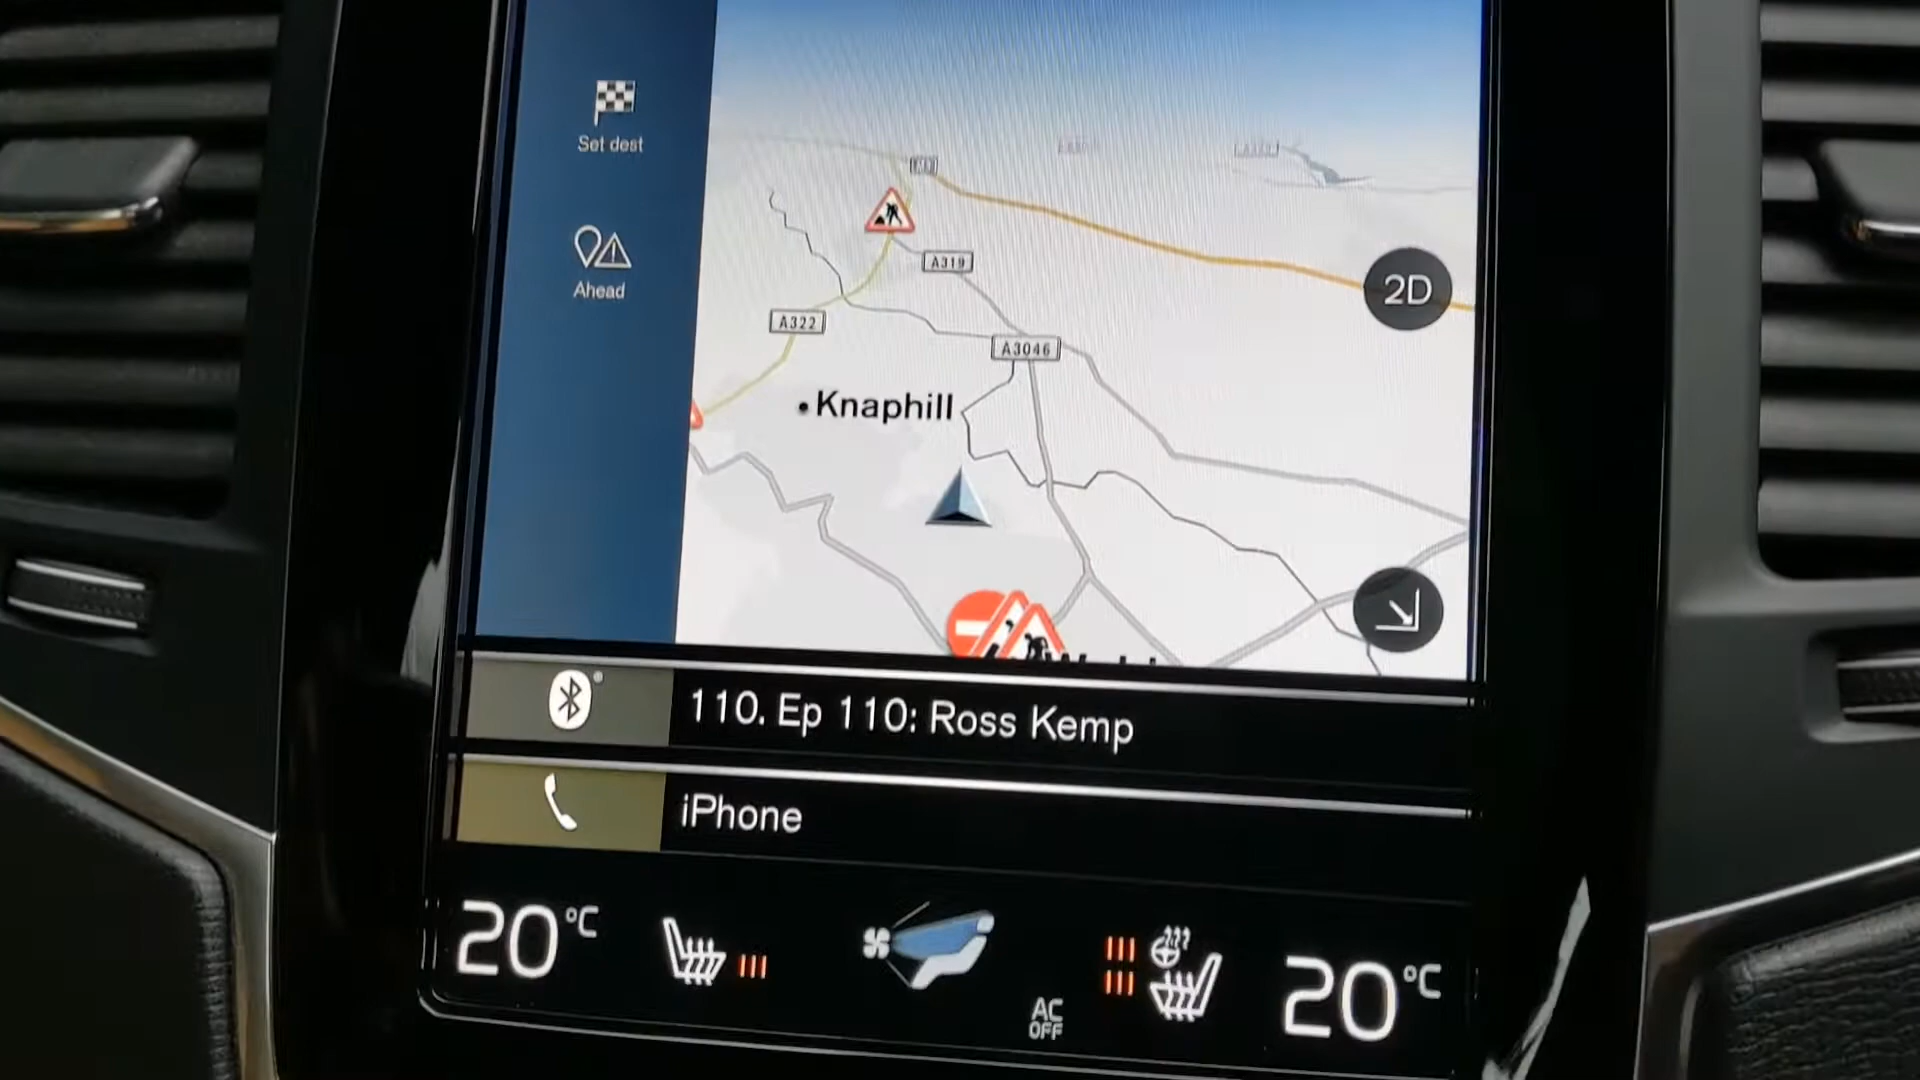 Set dest
Ahead
A319
A322
A3046
2D
Knaphill
110. Ep 110: Ross Kemp
iPhone
20 °C
AC
OFF
20 °C